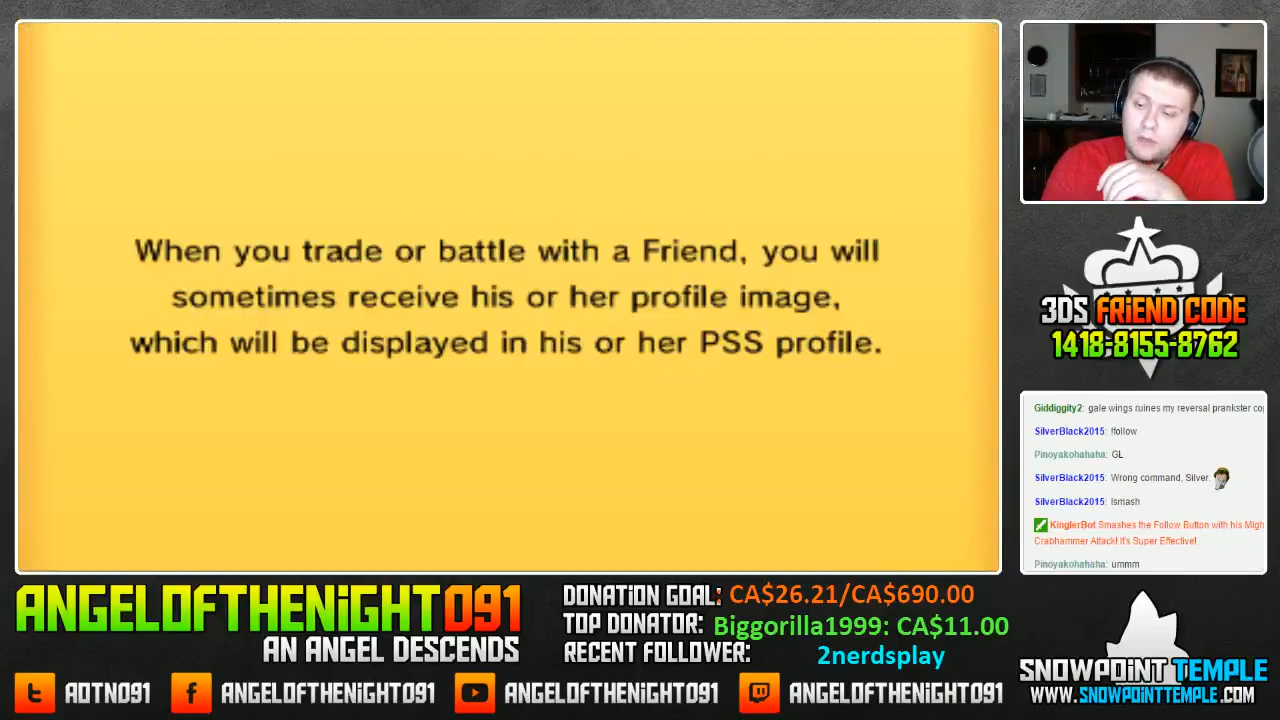 When you trade or battle with a Friend, you will
sometimes receive his or her profile image,
which will be displayed in his or her PSS profile.
3DS FRiEND CODE
1418-8155-8762
Giddiggity2: gale wings ruines my reversal prankster
SilverBlack2015: !follow
Pinoyakohahaha: GL
SilverBlack2015: Wrong command, Silver.
SilverBlack2015: !smash
KinglerBot Smashes the Follow Button with his
Crabhammer Attack! It's Super Effective!
Pinoyakohahaha: ummm
ANGELOFTHENiGHT091
AN ANGEL DESCENDS
DONATiON GOAL: CA$26.21/CA$690.00
TOP DONATOR: Biggorilla1999: CA$11.00
RECENT FOLLOWER: 2nerdsplay
AOTN091
ANGELOFTHENiGHT091
ANGELOFTHENiGHT091
ANGELOFTHENiGHT091
SNOWPOiNT TEMPLE
WWW.SNOWPOINTTEMPLE.COM